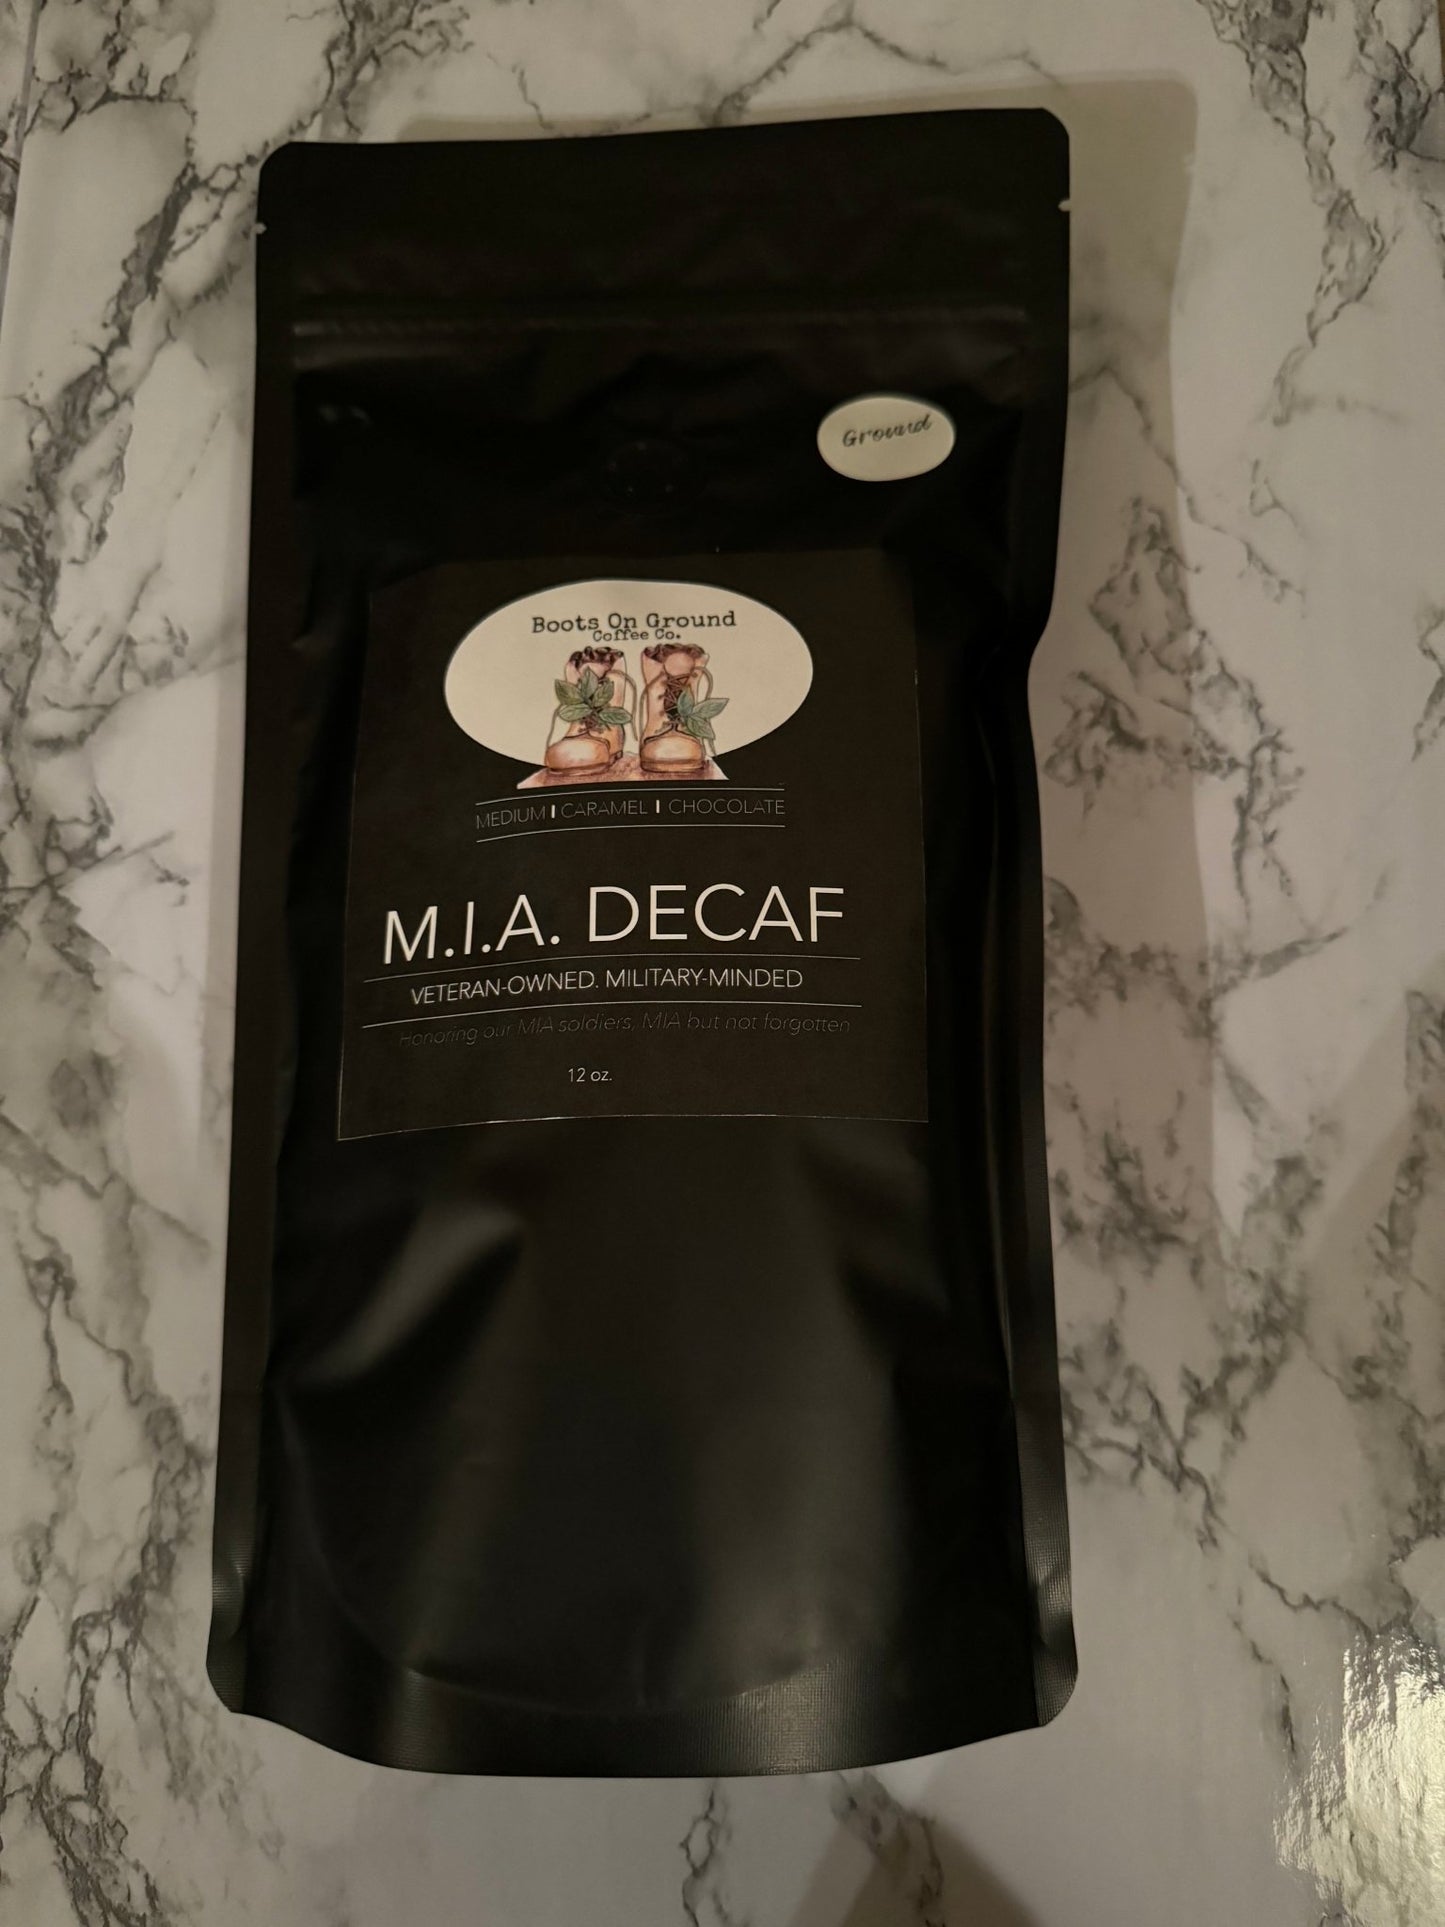 Ground
Boots On Ground
Coffee Co.
MEDIUM I CARAMEL I CHOCOLATE
M.I.A. DECAF
VETERAN-OWNED. MILITARY-MINDED
Honoring our MIA soldiers, MIA but not forgotten
12 oz.